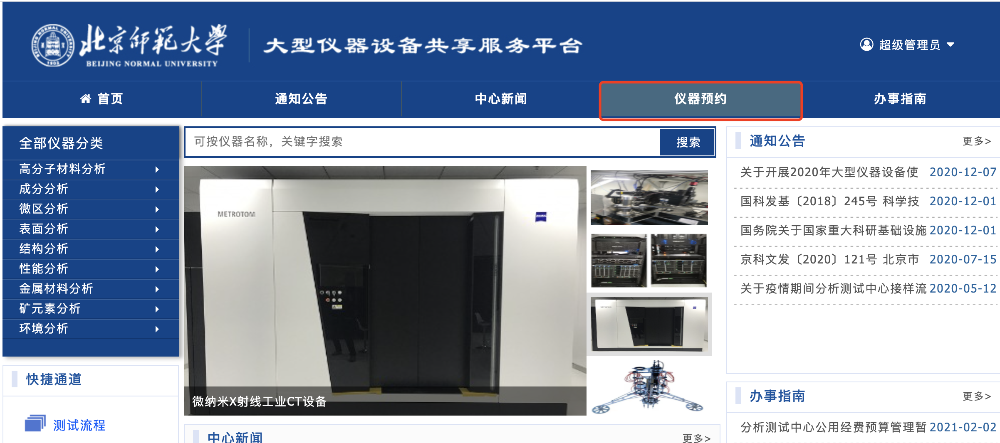 北京师范大学
BEIJING NORMAL UNIVERSITY
BEIJING NORMAL UNIVERSITY
1902
大型仪器设备共享服务平台
超级管理员
首页
通知公告
中心新闻
仪器预约
办事指南
全部仪器分类
高分子材料分析
成分分析
微区分析
表面分析
结构分析
性能分析
金属材料分析
矿元素分析
环境分析
快捷通道
测试流程
可按仪器名称，关键字搜索
搜索
METROTOM
微纳米X射线工业CT设备
中心新闻
更多>
通知公告
更多>
关于开展2020年大型仪器设备使 2020-12-07
国科发基〔2018〕245号 科学技 2020-12-01
国务院关于国家重大科研基础设施 2020-12-01
京科文发〔2020〕121号 北京市 2020-07-15
关于疫情期间分析测试中心接样流 2020-05-12
办事指南
更多>
分析测试中心公用经费预算管理暂 2021-02-02